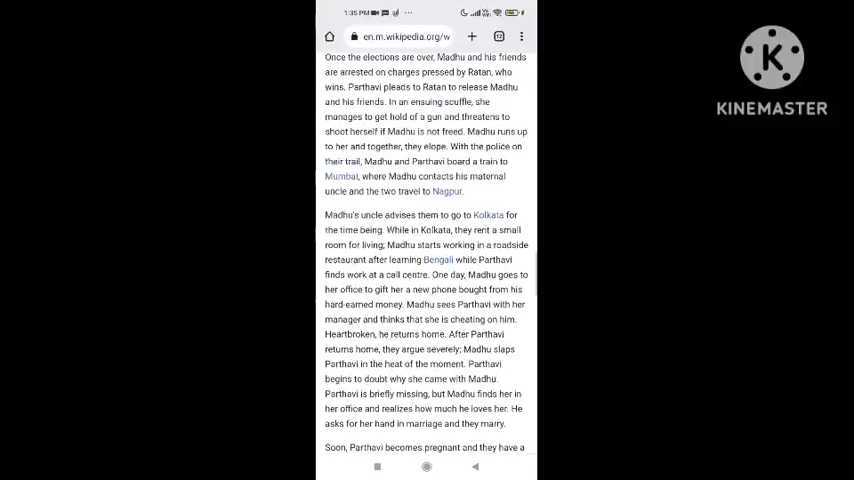 1:35 PM
12
en.m.wikipedia.org/w
Once the elections are over, Madhu and his friends
are arrested on charges pressed by Ratan, who
wins. Parthavi pleads to Ratan to release Madhu
and his friends. In an ensuing scuffle, she
manages to get hold of a gun and threatens to
shoot herself if Madhu is not freed. Madhu runs up
to her and together, they elope. With the police on
their trail, Madhu and Parthavi board a train to
Mumbai, where Madhu contacts his maternal
uncle and the two travel to Nagpur.
Madhu's uncle advises them to go to Kolkata for
the time being. While in Kolkata, they rent a small
room for living; Madhu starts working in a roadside
restaurant after learning Bengali while Parthavi
finds work at a call centre. One day, Madhu goes to
her office to gift her a new phone bought from his
hard-earned money. Madhu sees Parthavi with her
manager and thinks that she is cheating on him.
Heartbroken, he returns home. After Parthavi
returns home, they argue severely; Madhu slaps
Parthavi in the heat of the moment. Parthavi
begins to doubt why she came with Madhu.
Parthavi is briefly missing, but Madhu finds her in
her office and realizes how much he loves her. He
asks for her hand in marriage and they marry.
Soon, Parthavi becomes pregnant and they have a
K
KINEMASTER